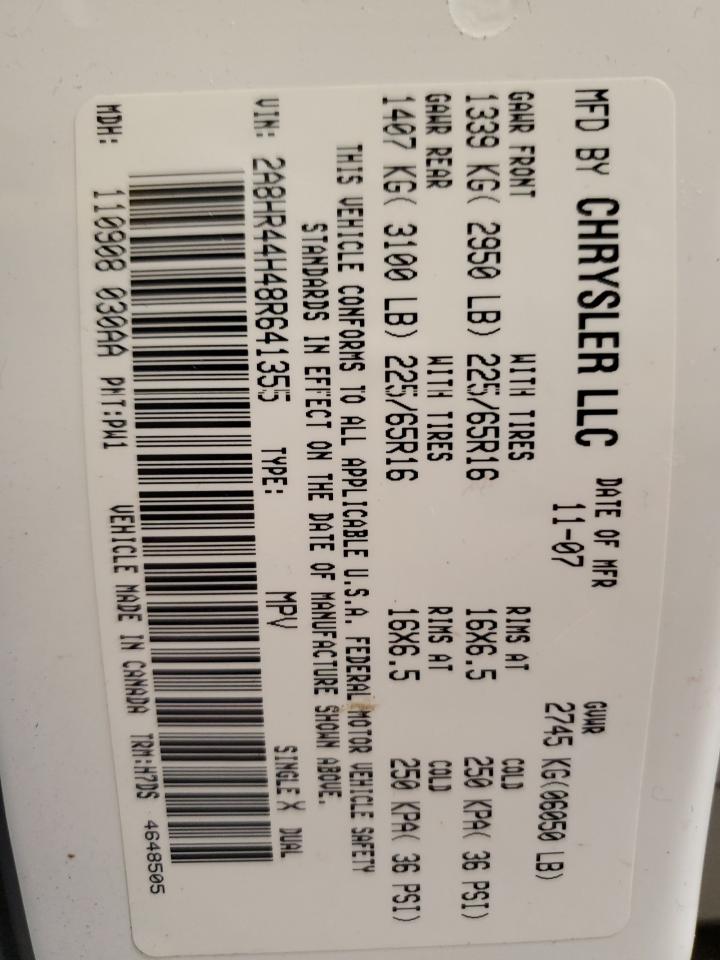 MFD BY CHRYSLER LLC DATE OF MFR GVWR
11-07 2745 KG(06050 LB)
GAWR FRONT WITH TIRES RIMS AT COLD
1339 KG( 2950 LB) 225/65R16 16X6.5 250 KPA( 36 PSI)
GAWR REAR WITH TIRES RIMS AT COLD
1407 KG( 3100 LB) 225/65R16 16X6.5 250 KPA( 36 PSI)
THIS VEHICLE CONFORMS TO ALL APPLICABLE U.S.A. FEDERAL MOTOR VEHICLE SAFETY
STANDARDS IN EFFECT ON THE DATE OF MANUFACTURE SHOWN ABOVE.
VIN: 2A8HR44H48R641355 TYPE: MPV SINGLE X DUAL
MDH: 110908 030AA PNT:PW1 VEHICLE MADE IN CANADA TRM:H7DS 4648505